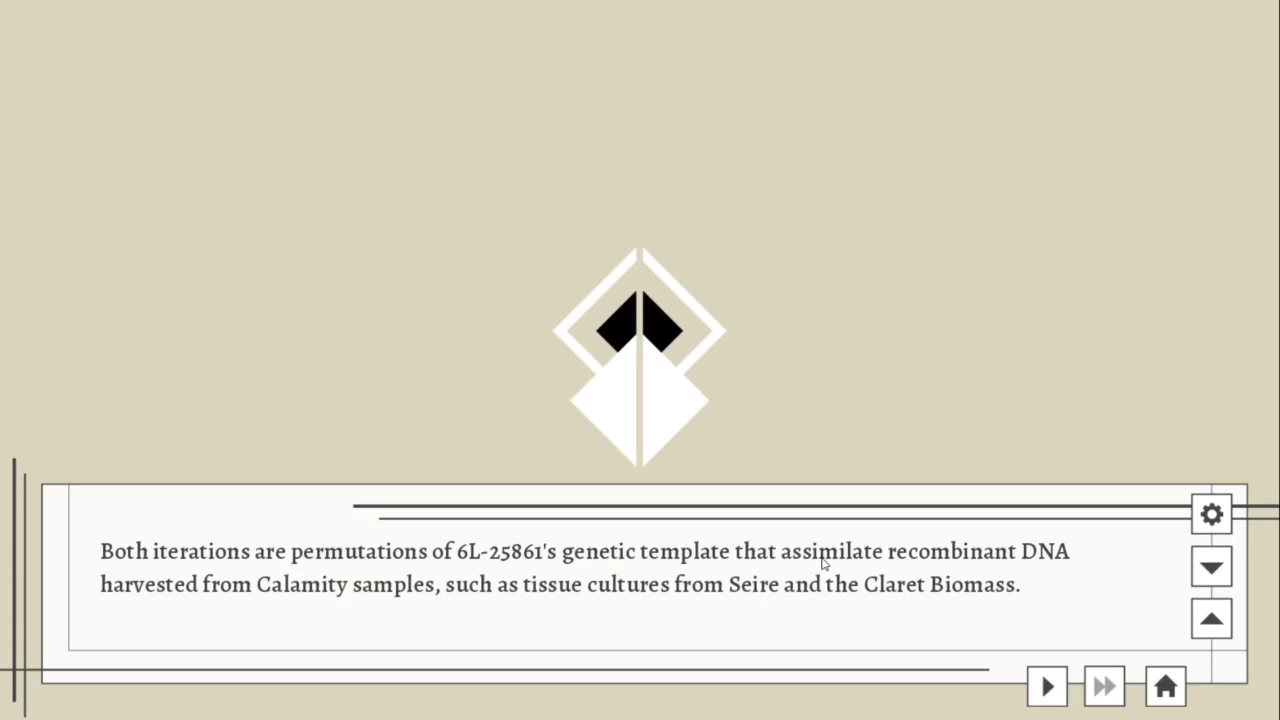 Both iterations are permutations of 6L-25861's genetic template that assimilate recombinant DNA
harvested from Calamity samples, such as tissue cultures from Seire and the Claret Biomass.